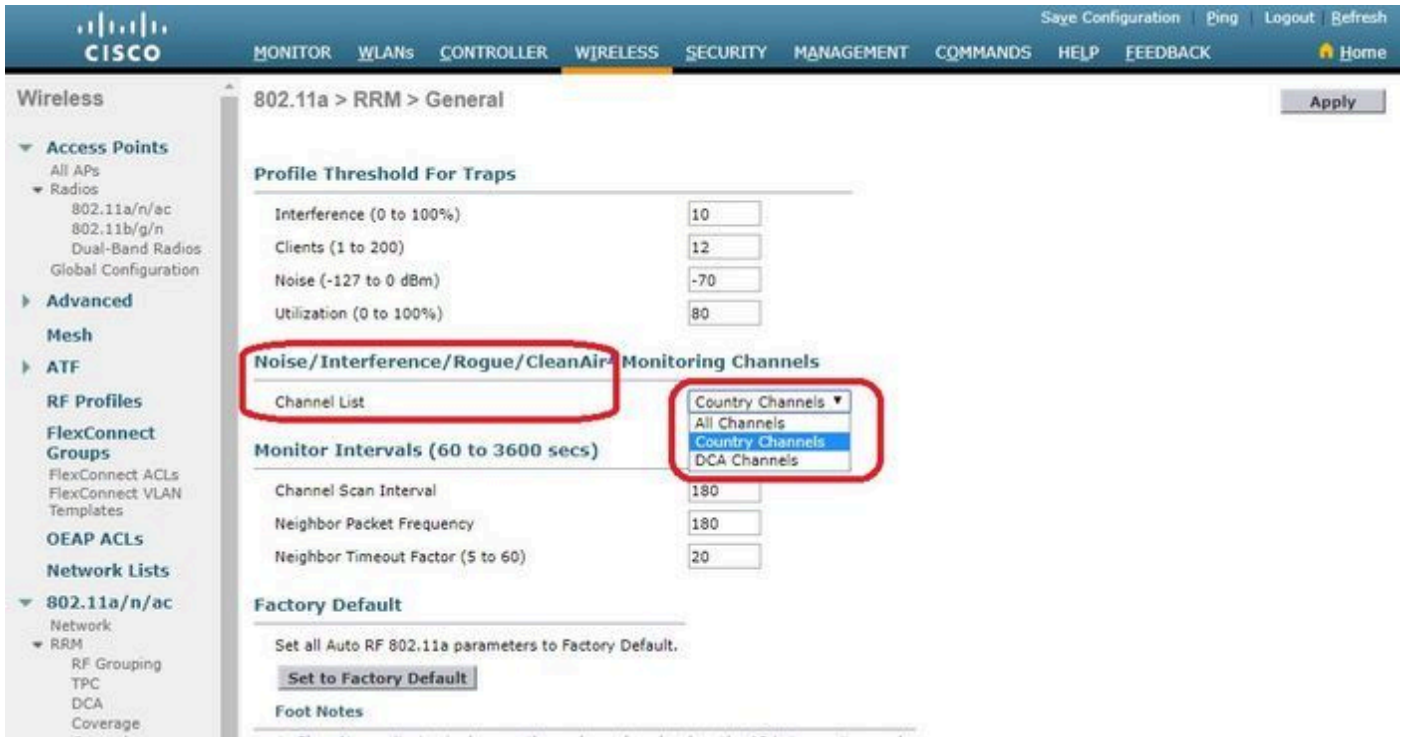 Save Configuration Ping Logout Refresh
CISCO MONITOR WLANs CONTROLLER WIRELESS SECURITY MANAGEMENT COMMANDS HELP FEEDBACK Home
Wireless
Access Points
All APs
Radios
802.11a/n/ac
802.11b/g/n
Dual-Band Radios
Global Configuration
Advanced
Mesh
ATF
RF Profiles
FlexConnect
Groups
FlexConnect ACLs
FlexConnect VLAN
Templates
OEAP ACLs
Network Lists
802.11a/n/ac
Network
RRM
RF Grouping
TPC
DCA
Coverage
802.11a > RRM > General
Apply
Profile Threshold For Traps
Interference (0 to 100%) 10
Clients (1 to 200) 12
Noise (-127 to 0 dBm) -70
Utilization (0 to 100%) 80
Noise/Interference/Rogue/CleanAir Monitoring Channels
Channel List Country Channels
All Channels
Country Channels
DCA Channels
Monitor Intervals (60 to 3600 secs)
Channel Scan Interval 180
Neighbor Packet Frequency 180
Neighbor Timeout Factor (5 to 60) 20
Factory Default
Set all Auto RF 802.11a parameters to Factory Default.
Set to Factory Default
Foot Notes